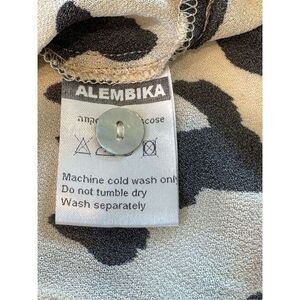 ALEMBIKA
Machine cold wash only
Do not tumble dry
Wash separately